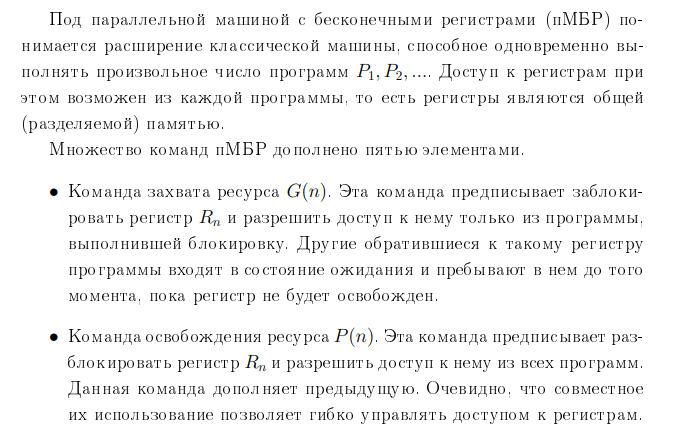 Под параллельной машиной с бесконечными регистрами (пМБР) по-
нимается расширение классической машины, способное одновременно вы-
полнять произвольное число программ P₁, P₂, .... Доступ к регистрам при
этом возможен из каждой программы, то есть регистры являются общей
(разделяемой) памятью.
Множество команд пМБР дополнено пятью элементами.
• Команда захвата ресурса G(n). Эта команда предписывает заблоки-
ровать регистр Rₙ и разрешить доступ к нему только из программы,
выполнившей блокировку. Другие обратившиеся к такому регистру
программы входят в состояние ожидания и пребывают в нем до того
момента, пока регистр не будет освобожден.
• Команда освобождения ресурса P(n). Эта команда предписывает раз-
блокировать регистр Rₙ и разрешить доступ к нему из всех программ.
Данная команда дополняет предыдущую. Очевидно, что совместное
их использование позволяет гибко управлять доступом к регистрам.